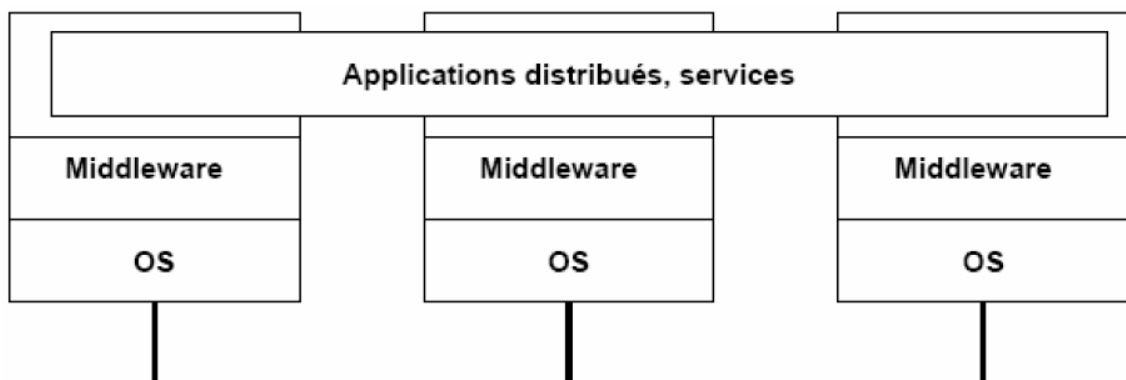 Applications distribués, services
Middleware Middleware Middleware
OS OS OS